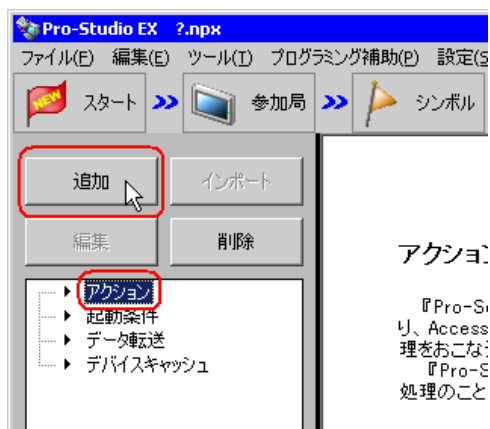 Pro-Studio EX ?.npx
ファイル(F) 編集(E) ツール(T) プログラミング補助(P) 設定(S
NEW スタート 参加局 シンボル
追加 インポート
編集 削除
アクション
起動条件
データ転送
デバイスキャッシュ
アクショ
『Pro-S
り、Access
理をおこな
『Pro-S
処理のこと